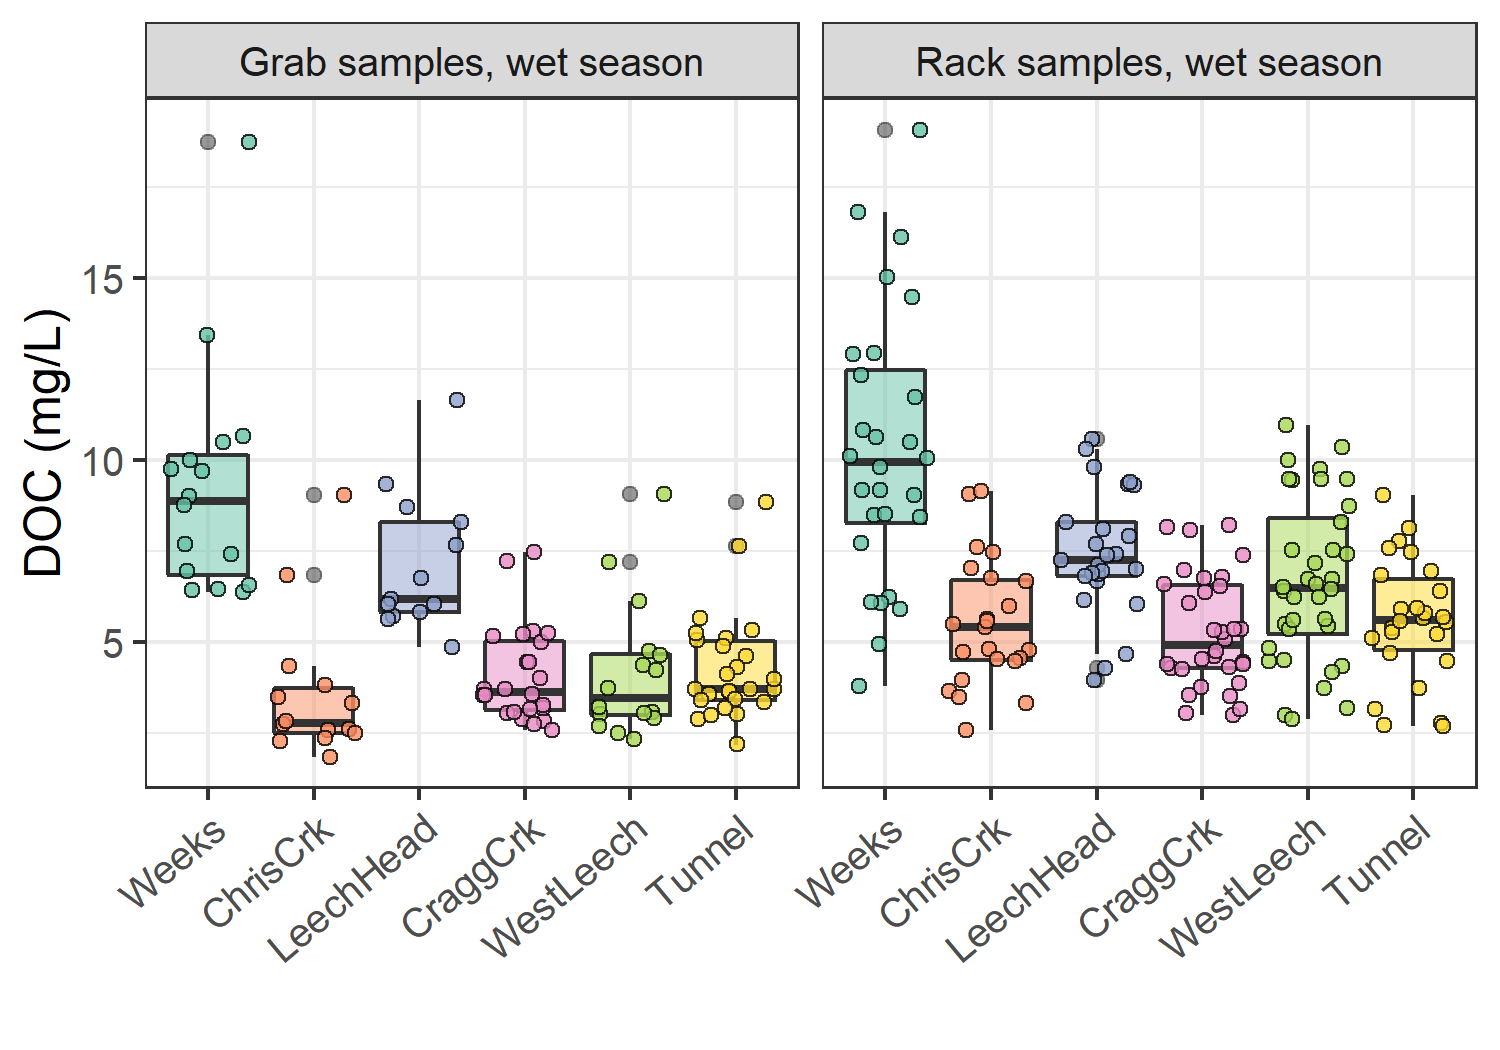 Grab samples, wet season
Rack samples, wet season
DOC (mg/L)
15
10
5
Weeks
ChrisCrk
LeechHead
CraggCrk
WestLeech
Tunnel
Weeks
ChrisCrk
LeechHead
CraggCrk
WestLeech
Tunnel